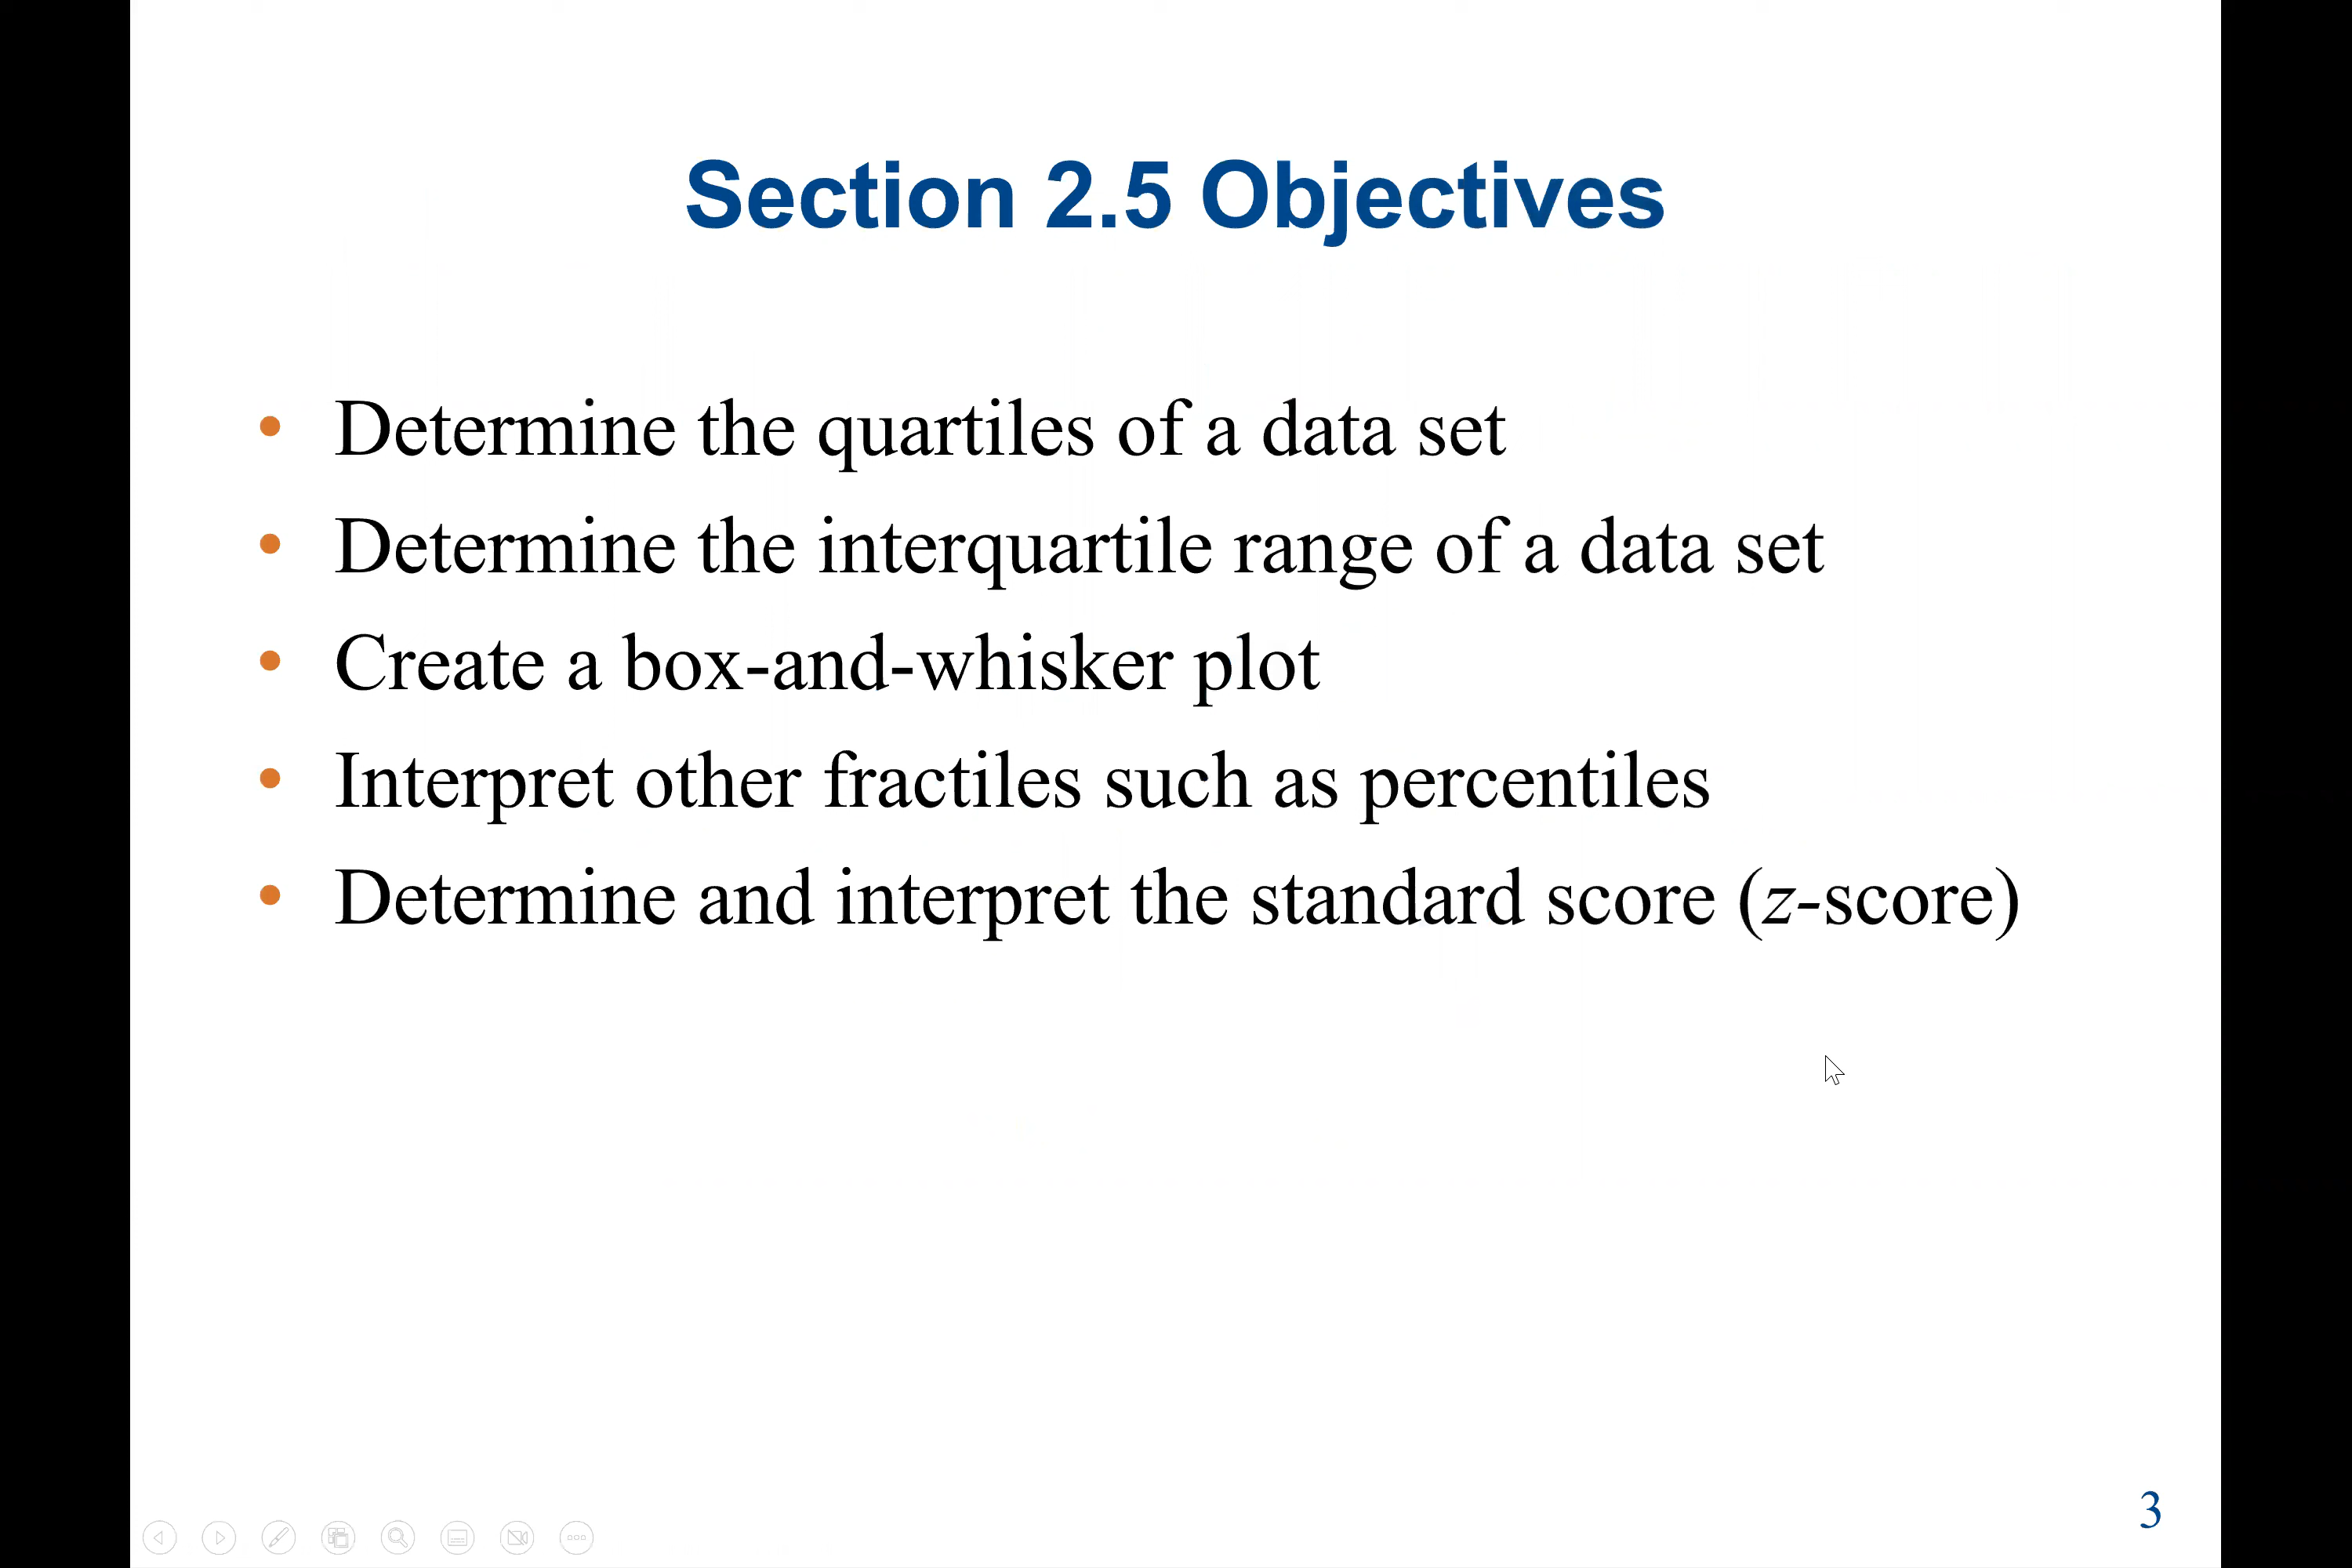 Section 2.5 Objectives
• Determine the quartiles of a data set
• Determine the interquartile range of a data set
• Create a box-and-whisker plot
• Interpret other fractiles such as percentiles
• Determine and interpret the standard score (z-score)
3